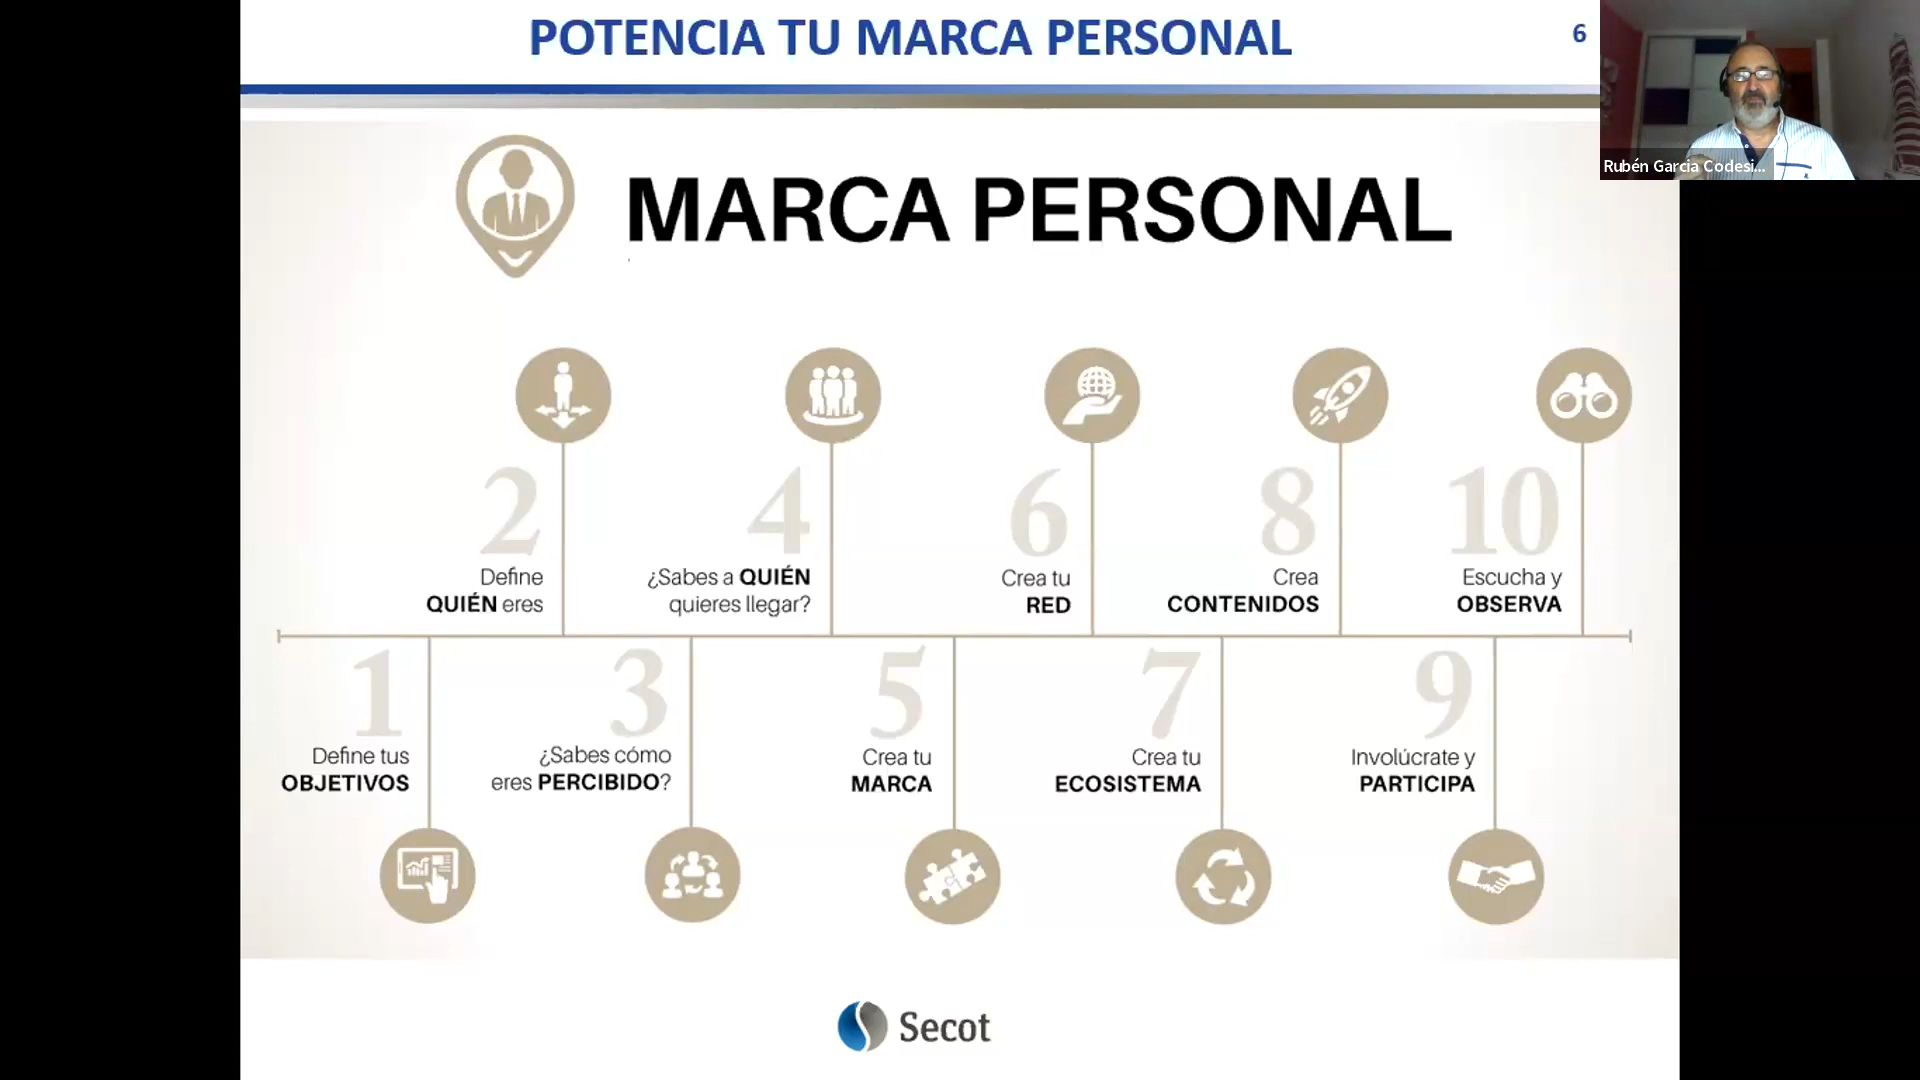 POTENCIA TU MARCA PERSONAL
6
Rubén Garcia Codesi...
MARCA PERSONAL
1
Define tus
OBJETIVOS
2
Define
QUIÉN eres
3
¿Sabes cómo
eres PERCIBIDO?
4
¿Sabes a QUIÉN
quieres llegar?
5
Crea tu
MARCA
6
Crea tu
RED
7
Crea tu
ECOSISTEMA
8
Crea
CONTENIDOS
9
Involúcrate y
PARTICIPA
10
Escucha y
OBSERVA
Secot